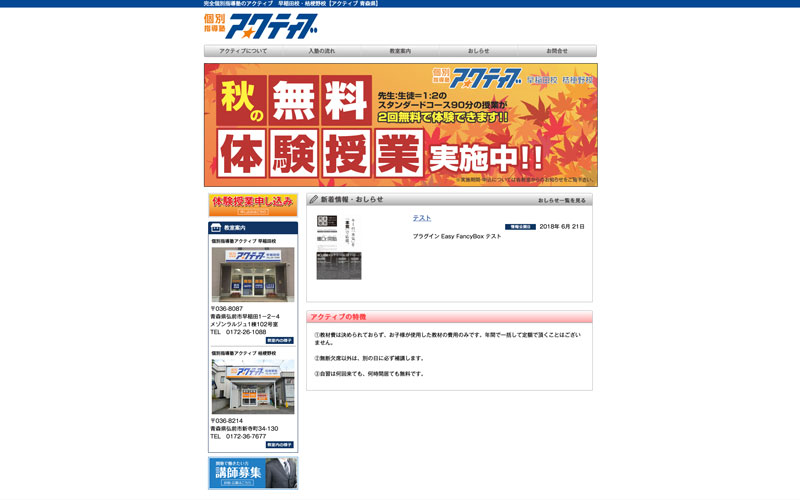 完全個別指導塾のアクティブ　早稲田校・桔梗野校【アクティブ 青森県】
個別
指導塾
アクティブ
アクティブについて
入塾の流れ
教室案内
おしらせ
お問合せ
個別
指導塾
アクティブ
早稲田校 桔梗野校
秋の無料
先生:生徒=1:2の
スタンダードコース90分の授業が
2回無料で体験できます!!
体験授業
実施中!!
体験授業申し込み
新着情報・おしらせ
おしらせ一覧を見る
テスト
情報公開日
2018年 6月 21日
プラグイン Easy FancyBox テスト
教室案内
個別指導塾アクティブ 早稲田校
〒036-8087
青森県弘前市早稲田1－2－4
メゾンラルジュ1棟102号室
TEL　0172-26-1088
教室内の様子
個別指導塾アクティブ 桔梗野校
〒036-8214
青森県弘前市新寺町34-130
TEL　0172-36-7677
教室内の様子
アクティブの特徴
①教材費は決められておらず、お子様が使用した教材の費用のみです。年間で一括して定額で頂くことはござい
ません。
②無断欠席以外は、別の日に必ず補講します。
③自習は何回来ても、何時間居ても無料です。
講師募集